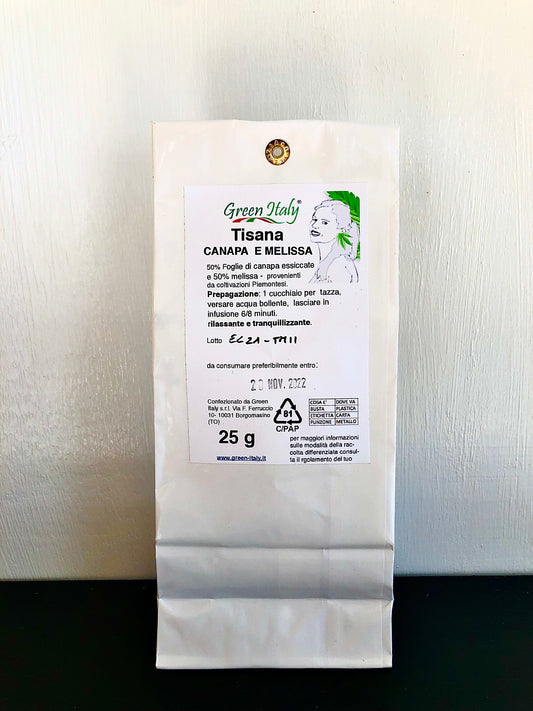 Green Italy®
Tisana
CANAPA E MELISSA
50% Foglie di canapa essiccate
e 50% melissa - provenienti
da coltivazioni Piemontesi.
Prepagazione: 1 cucchiaio per tazza,
versare acqua bollente, lasciare in
infusione 6/8 minuti.
rilassante e tranquillizzante.
Lotto EC21-TM11
da consumare preferibilmente entro:
20 NOV. 2022
Confezionato da Green
Italy s.r.l. Via F. Ferruccio
10- 10031 Borgomasino
(TO)
25 g
www.green-italy.it
81
C/PAP
COSA E' DOVE VA
BUSTA PLASTICA
ETICHETTA CARTA
PUNZONE METALLO
per maggiori informazioni
sulle modalità della rac-
colta differenziata consul-
ta il rgolamento del tuo